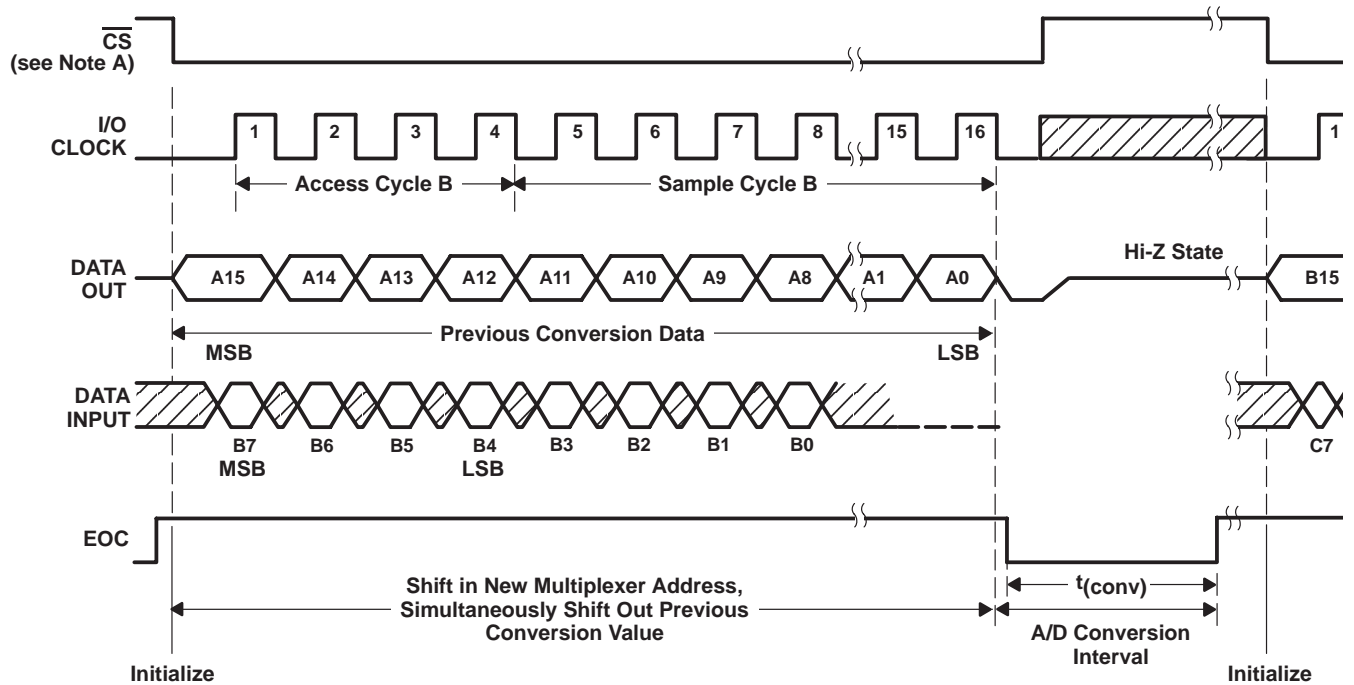 CS
(see Note A)
I/O
CLOCK
1 2 3 4 5 6 7 8 15 16 1
Access Cycle B Sample Cycle B
DATA
OUT
A15 A14 A13 A12 A11 A10 A9 A8 A1 A0 Hi-Z State B15
Previous Conversion Data
MSB LSB
DATA
INPUT
B7 B6 B5 B4 B3 B2 B1 B0 C7
MSB LSB
EOC
Shift in New Multiplexer Address,
Simultaneously Shift Out Previous
Conversion Value
t(conv)
A/D Conversion
Interval
Initialize Initialize